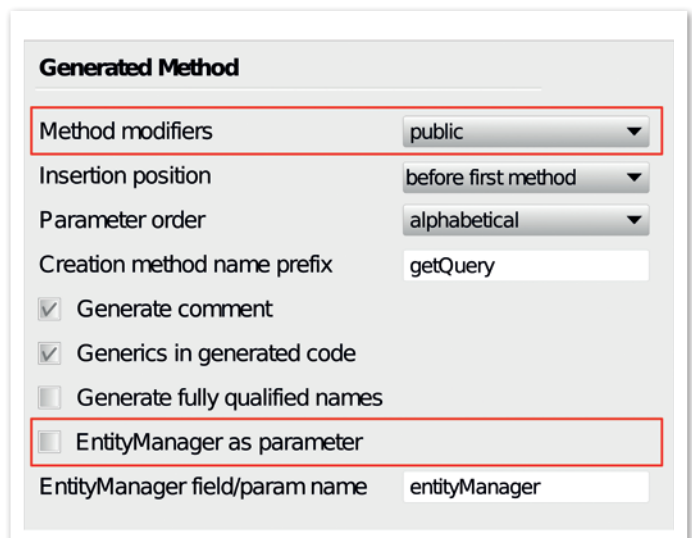 Generated Method
Method modifiers public
Insertion position before first method
Parameter order alphabetical
Creation method name prefix getQuery
Generate comment
Generics in generated code
Generate fully qualified names
EntityManager as parameter
EntityManager field/param name entityManager